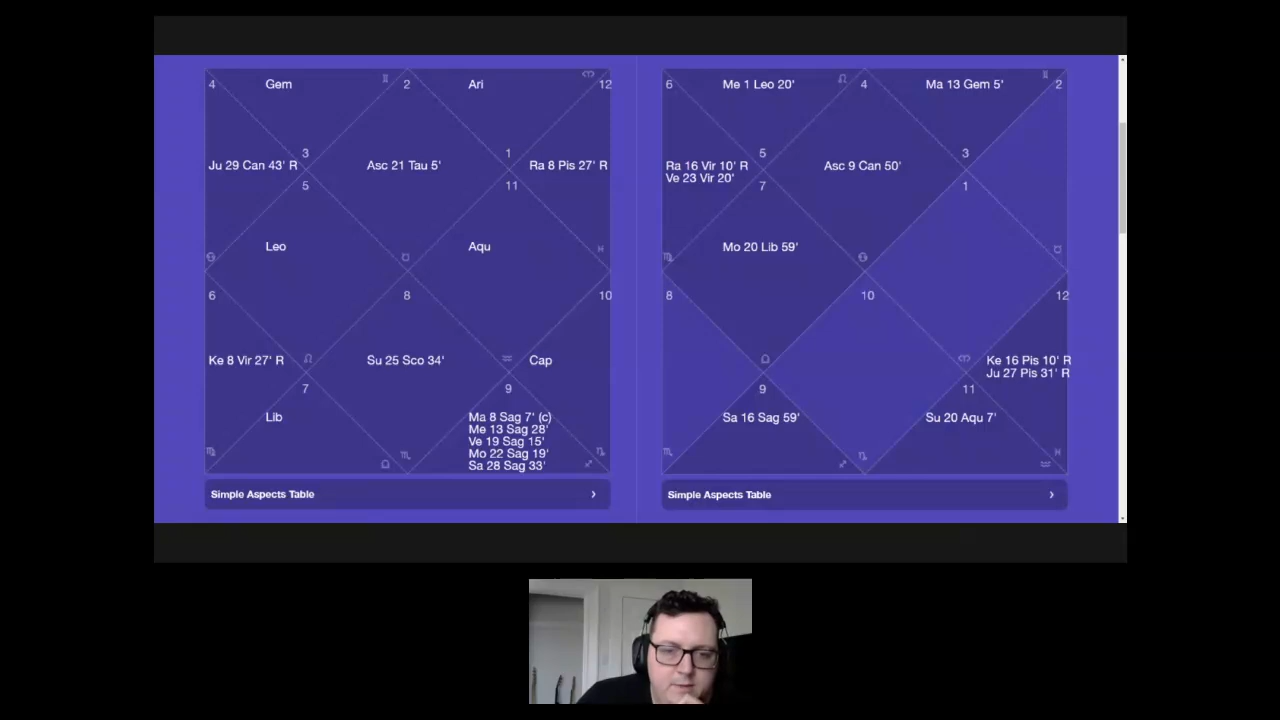 4
Gem
2
Ari
12
3
1
Ju 29 Can 43' R
Asc 21 Tau 5'
Ra 8 Pis 27' R
5
11
Leo
Aqu
6
8
10
Ke 8 Vir 27' R
Su 25 Sco 34'
Cap
7
9
Lib
Ma 8 Sag 7' (c)
Me 13 Sag 28'
Ve 19 Sag 15'
Mo 22 Sag 19'
Sa 28 Sag 33'
Simple Aspects Table
6
Me 1 Leo 20'
4
Ma 13 Gem 5'
2
5
3
Ra 16 Vir 10' R
Ve 23 Vir 20'
Asc 9 Can 50'
7
1
Mo 20 Lib 59'
8
10
12
Ke 16 Pis 10' R
Ju 27 Pis 31' R
9
11
Sa 16 Sag 59'
Su 20 Aqu 7'
Simple Aspects Table